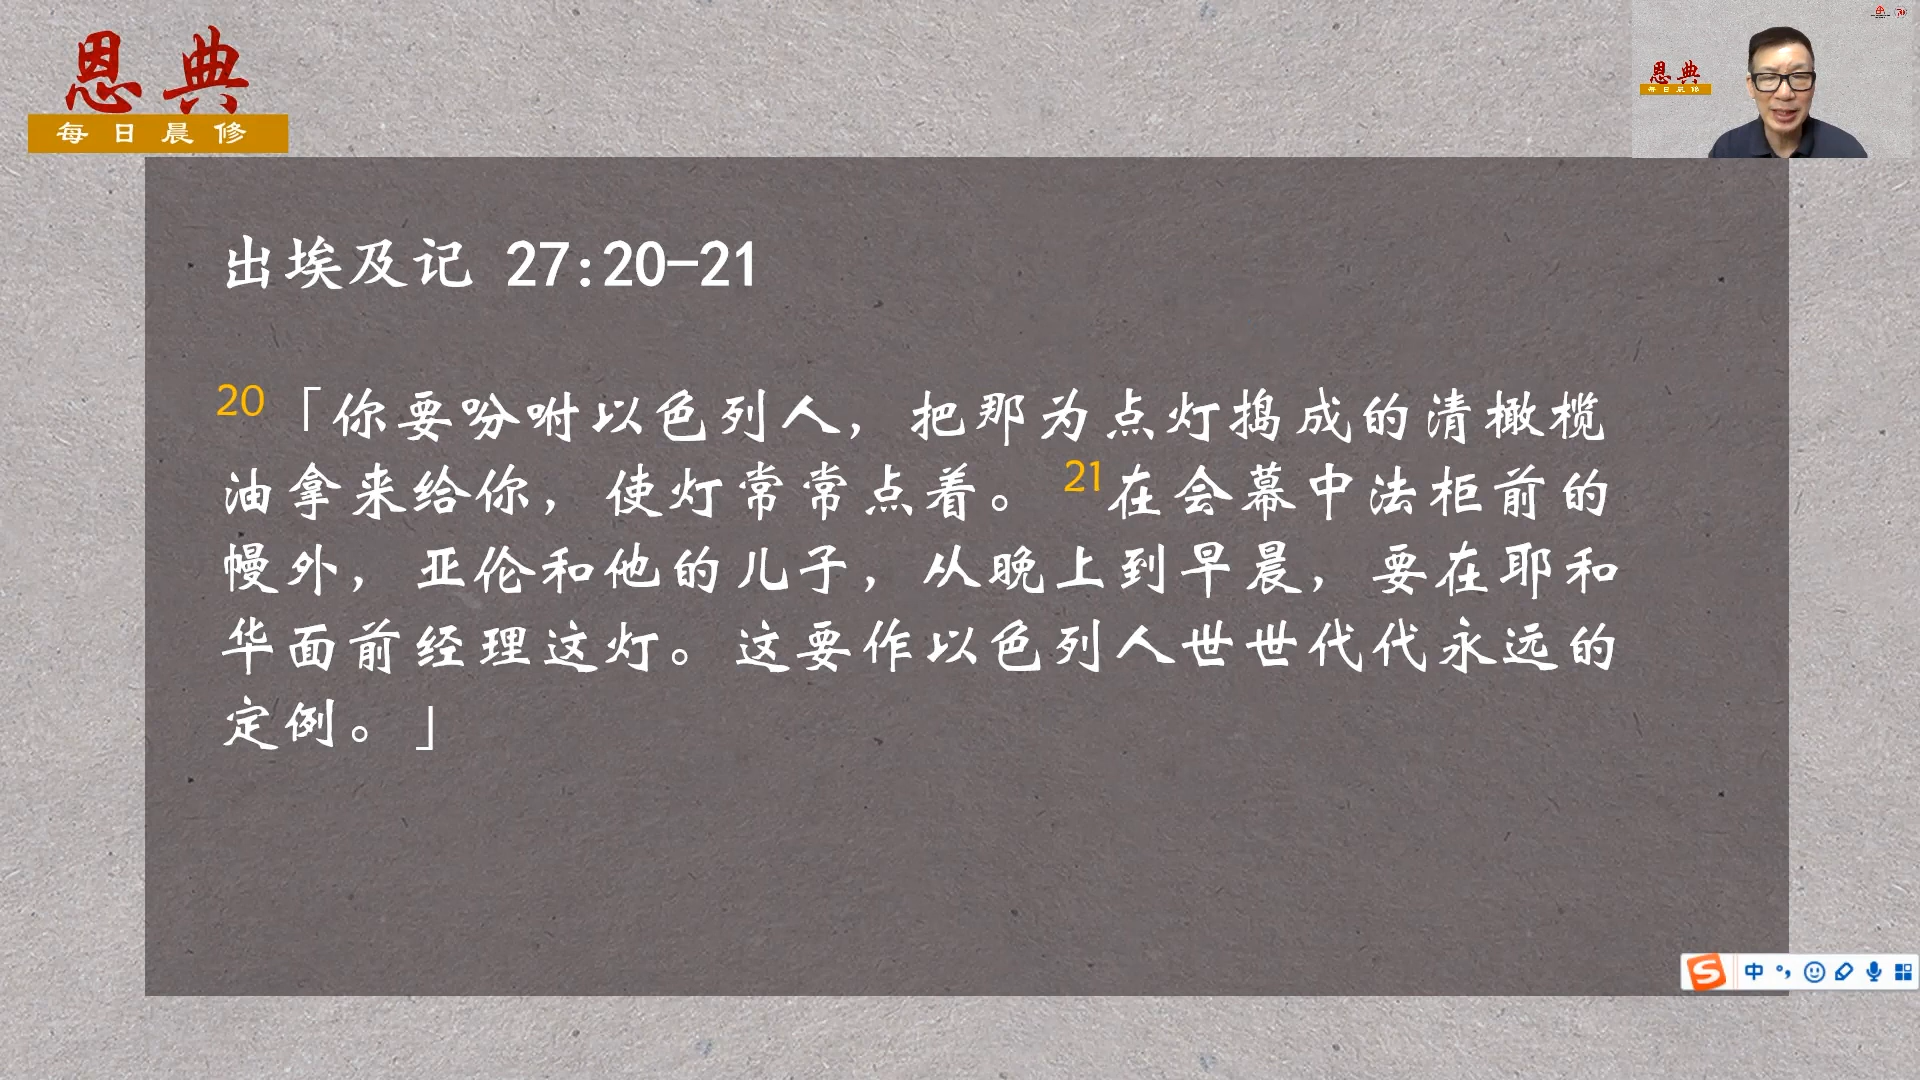 恩典
每日晨修
恩典
每日晨修
出埃及记 27:20-21
20「你要吩咐以色列人，把那为点灯捣成的清橄榄
油拿来给你，使灯常常点着。21在会幕中法柜前的
幔外，亚伦和他的儿子，从晚上到早晨，要在耶和
华面前经理这灯。这要作以色列人世世代代永远的
定例。」
中